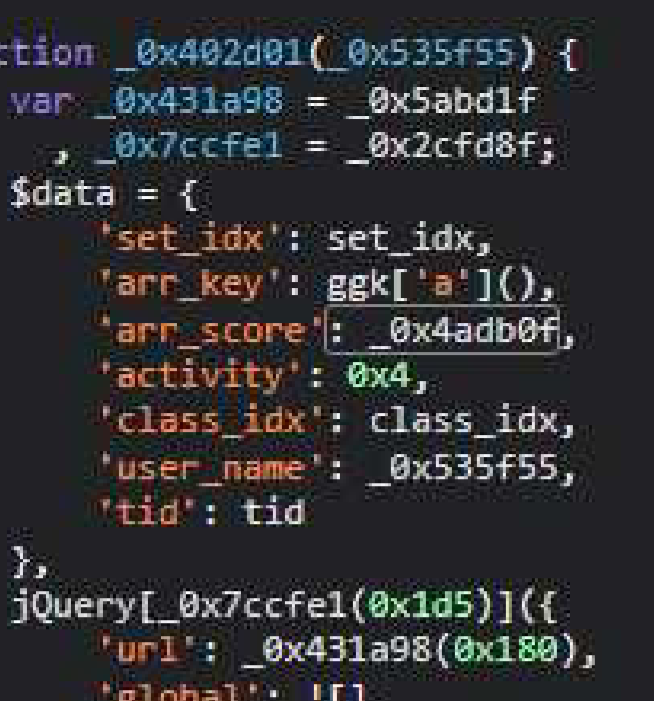 ction _0x402d01(_0x535f55) {
var _0x431a98 = _0x5abd1f
, _0x7ccfe1 = _0x2cfd8f;
$data = {
'set_idx': set_idx,
'arr_key': ggk['a'](),
'arr_score': _0x4adb0f,
'activity': 0x4,
'class_idx': class_idx,
'user_name': _0x535f55,
'tid': tid
},
jQuery[_0x7ccfe1(0x1d5)]({
'url': _0x431a98(0x180),
'global': ![]